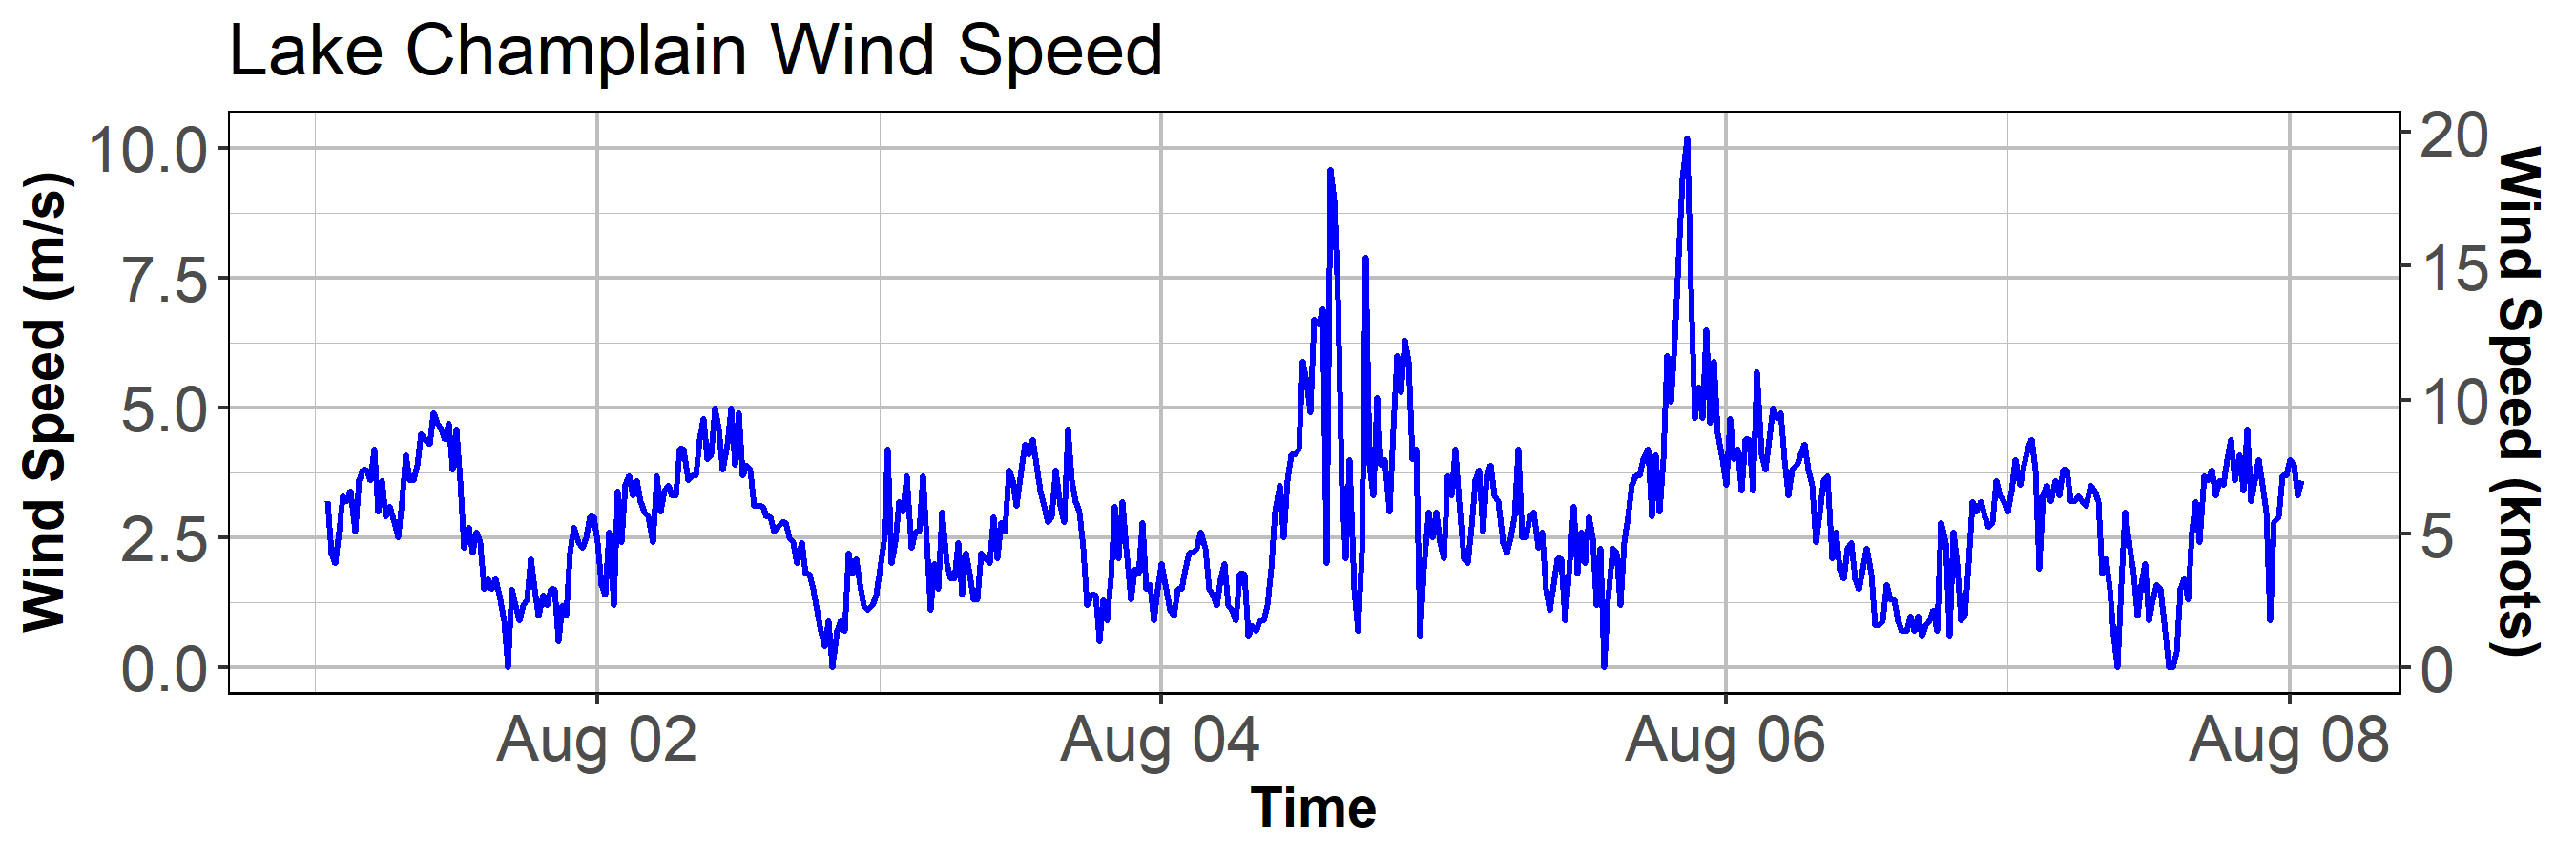 Lake Champlain Wind Speed
Wind Speed (m/s)
10.0
7.5
5.0
2.5
0.0
20
15
10
5
0
Wind Speed (knots)
Aug 02
Aug 04
Aug 06
Aug 08
Time